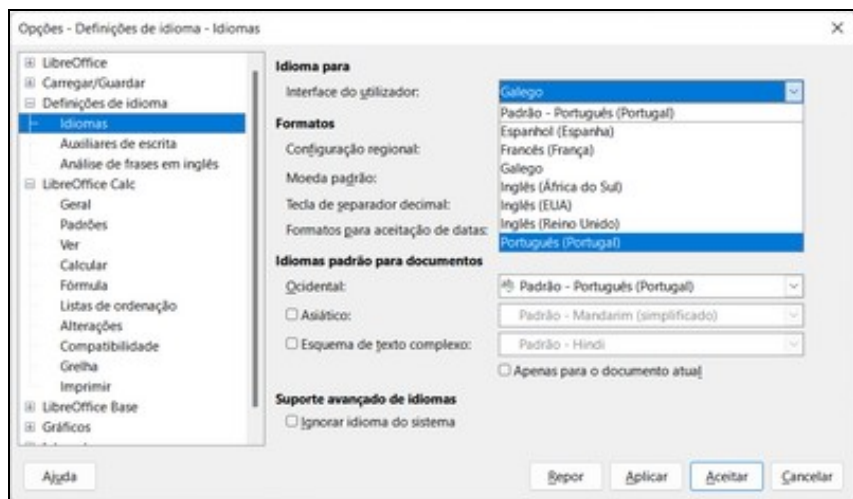 Opções - Definições de idioma - Idiomas
LibreOffice
Carregar/Guardar
Definições de idioma
Idiomas
Auxiliares de escrita
Análise de frases em inglês
LibreOffice Calc
Geral
Padrões
Ver
Calcular
Fórmula
Listas de ordenação
Alterações
Compatibilidade
Grelha
Imprimir
LibreOffice Base
Gráficos
Idioma para
Interface do utilizador:
Galego
Padrão - Português (Portugal)
Espanhol (Espanha)
Francês (França)
Galego
Inglês (África do Sul)
Inglês (EUA)
Inglês (Reino Unido)
Português (Portugal)
Formatos
Configuração regional:
Moeda padrão:
Tecla de separador decimal:
Formatos para aceitação de datas:
Idiomas padrão para documentos
Ocidental:
Padrão - Português (Portugal)
Asiático:
Padrão - Mandarim (simplificado)
Esquema de texto complexo:
Padrão - Hindi
Apenas para o documento atual
Suporte avançado de idiomas
Ignorar idioma do sistema
Ajuda
Repor
Aplicar
Aceitar
Cancelar